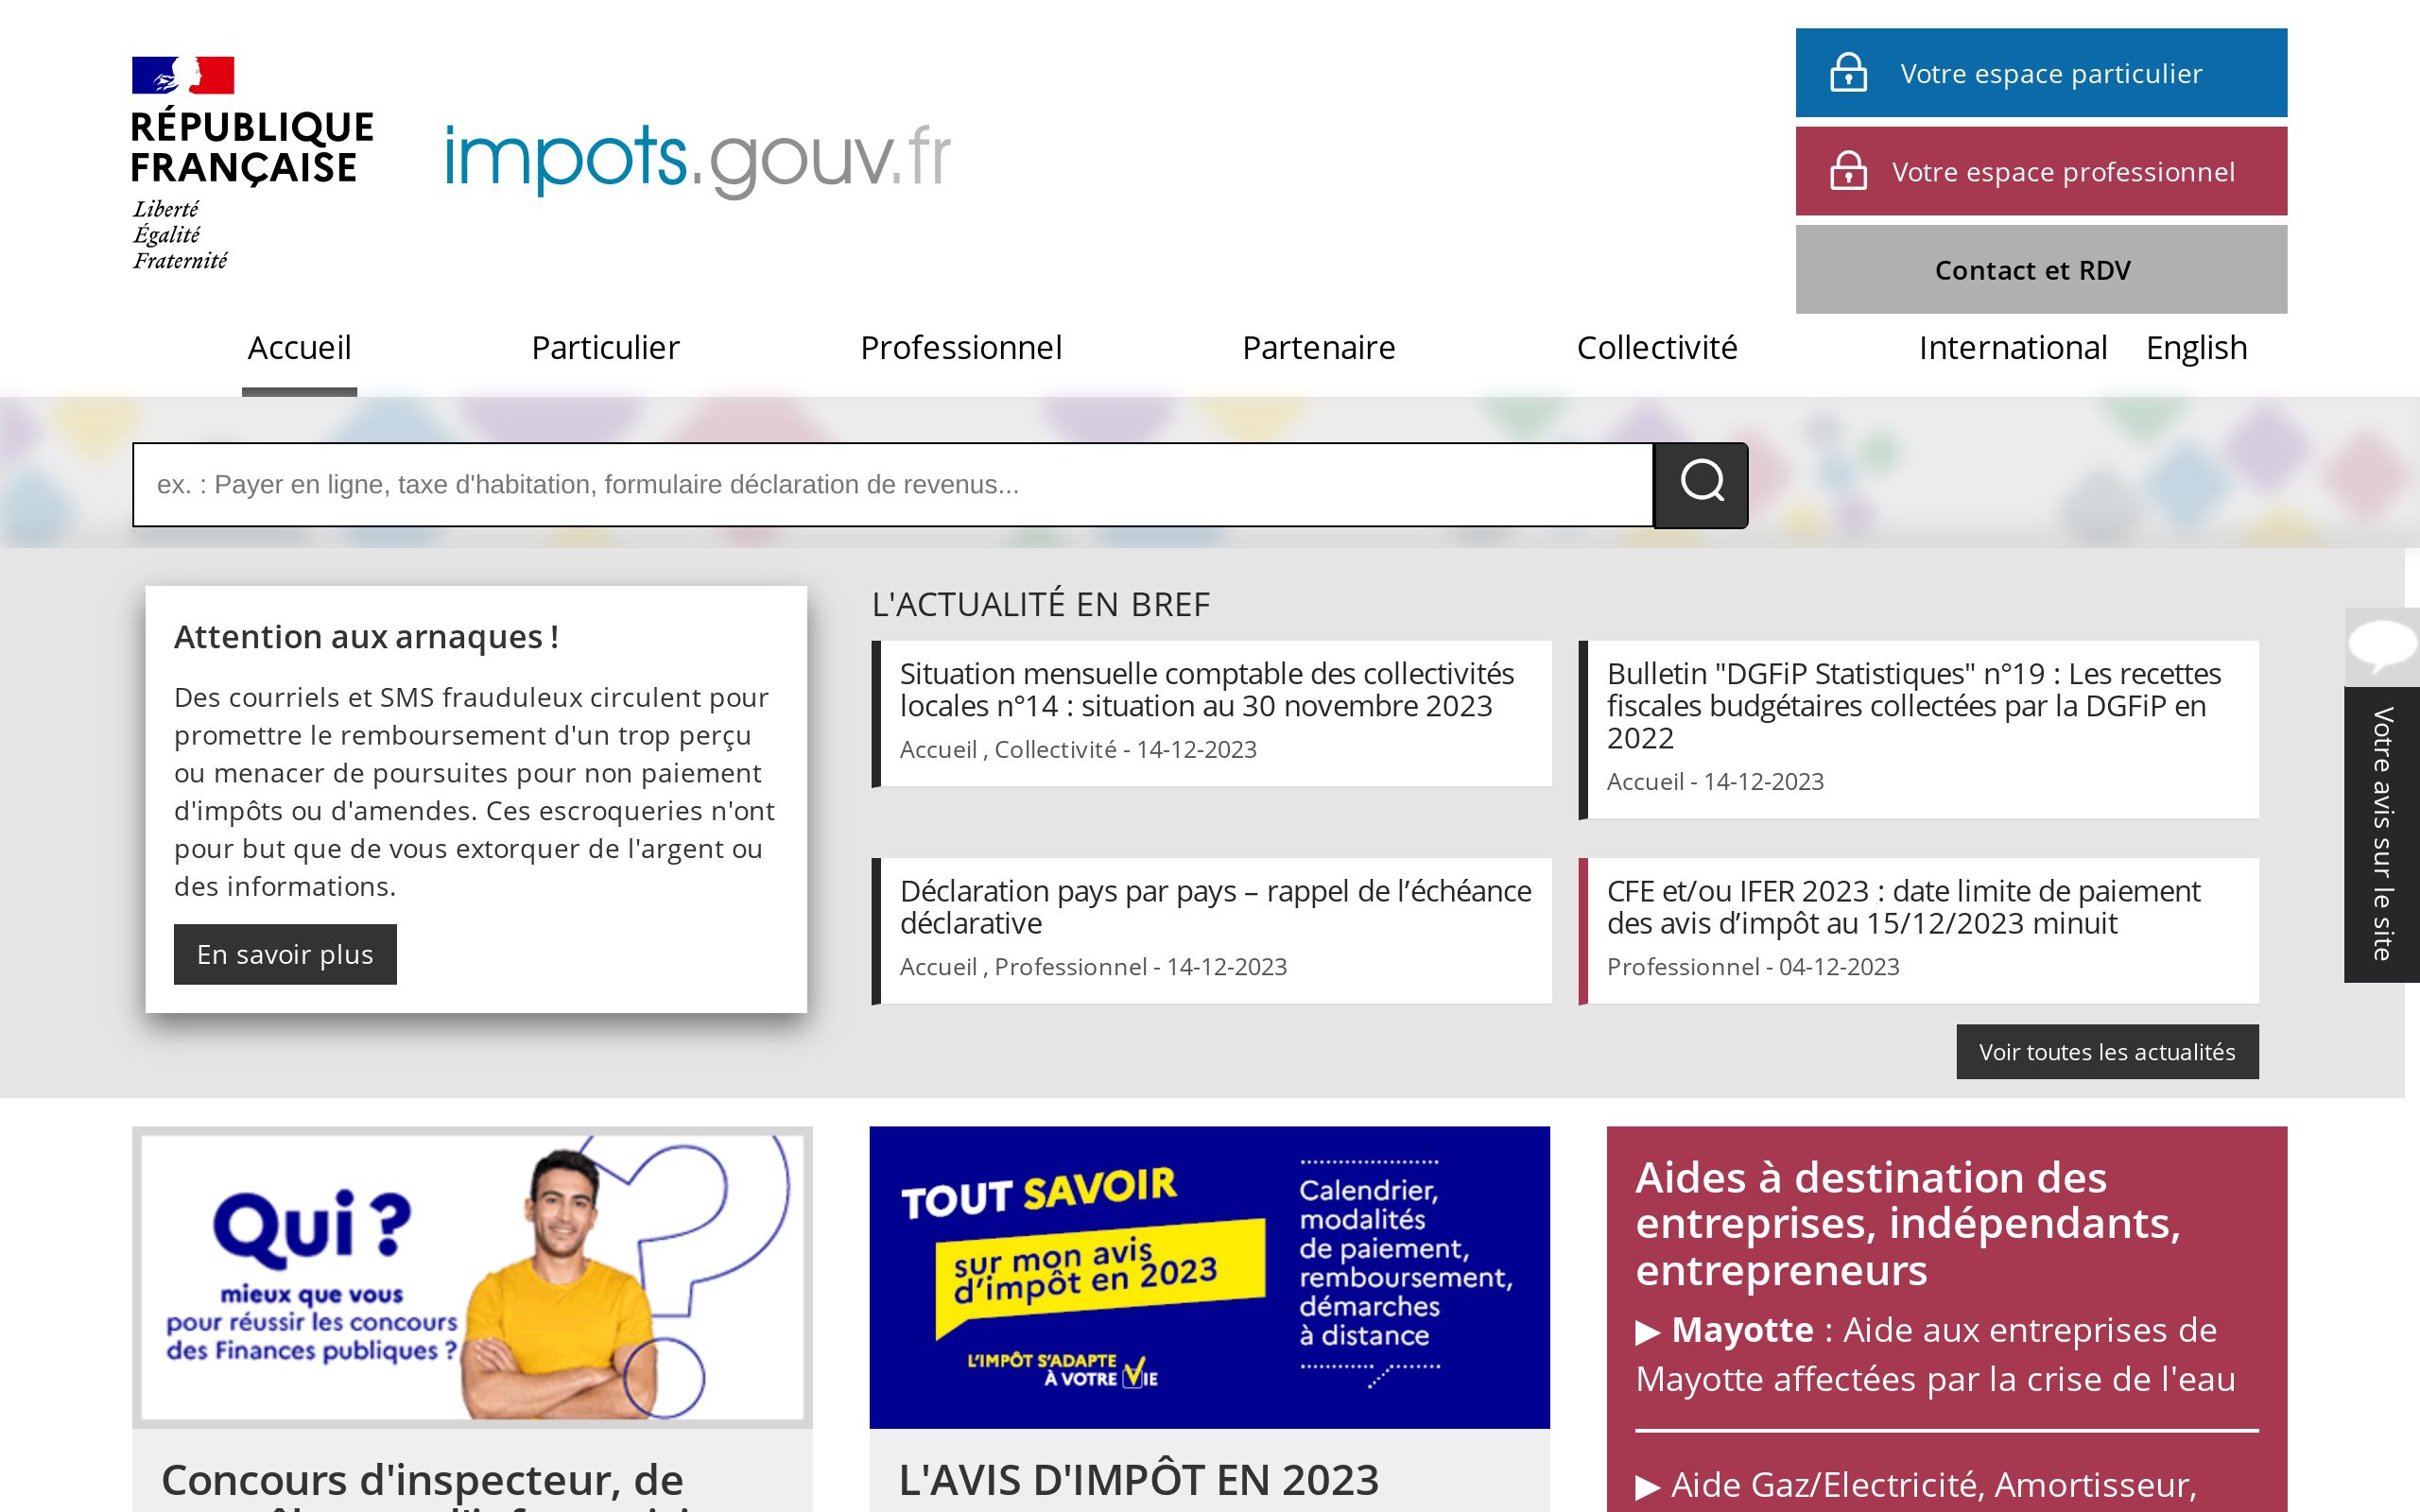 RÉPUBLIQUE
FRANÇAISE
Liberté
Égalité
Fraternité
impots.gouv.fr
Votre espace particulier
Votre espace professionnel
Contact et RDV
Accueil
Particulier
Professionnel
Partenaire
Collectivité
International
English
ex. : Payer en ligne, taxe d'habitation, formulaire déclaration de revenus...
Attention aux arnaques !
Des courriels et SMS frauduleux circulent pour
promettre le remboursement d'un trop perçu
ou menacer de poursuites pour non paiement
d'impôts ou d'amendes. Ces escroqueries n'ont
pour but que de vous extorquer de l'argent ou
des informations.
En savoir plus
L'ACTUALITÉ EN BREF
Situation mensuelle comptable des collectivités
locales n°14 : situation au 30 novembre 2023
Accueil , Collectivité - 14-12-2023
Bulletin "DGFiP Statistiques" n°19 : Les recettes
fiscales budgétaires collectées par la DGFiP en
2022
Accueil - 14-12-2023
Déclaration pays par pays – rappel de l’échéance
déclarative
Accueil , Professionnel - 14-12-2023
CFE et/ou IFER 2023 : date limite de paiement
des avis d’impôt au 15/12/2023 minuit
Professionnel - 04-12-2023
Voir toutes les actualités
Votre avis sur le site
Qui ?
mieux que vous
pour réussir les concours
des Finances publiques ?
Concours d'inspecteur, de
TOUT SAVOIR
sur mon avis
d’impôt en 2023
L’IMPÔT S’ADAPTE
À VOTRE VIE
Calendrier,
modalités
de paiement,
remboursement,
démarches
à distance
L'AVIS D'IMPÔT EN 2023
Aides à destination des
entreprises, indépendants,
entrepreneurs
▶ Mayotte : Aide aux entreprises de
Mayotte affectées par la crise de l'eau
▶ Aide Gaz/Electricité, Amortisseur,